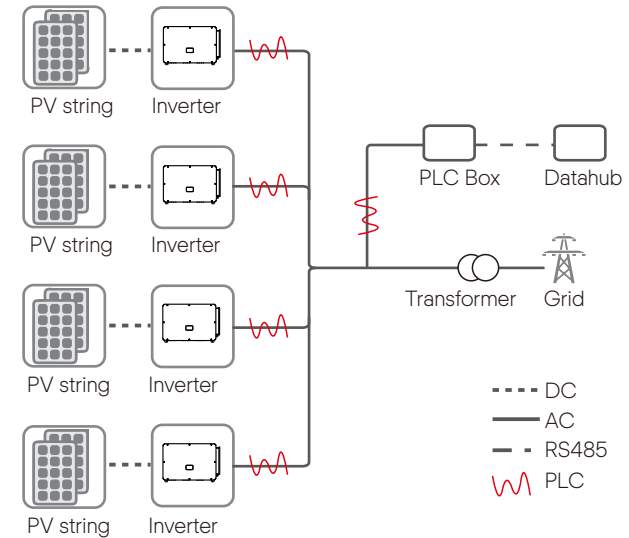 PV string Inverter
PLC Box Datahub
PV string Inverter
Transformer Grid
PV string Inverter
DC
AC
RS485
PLC
PV string Inverter